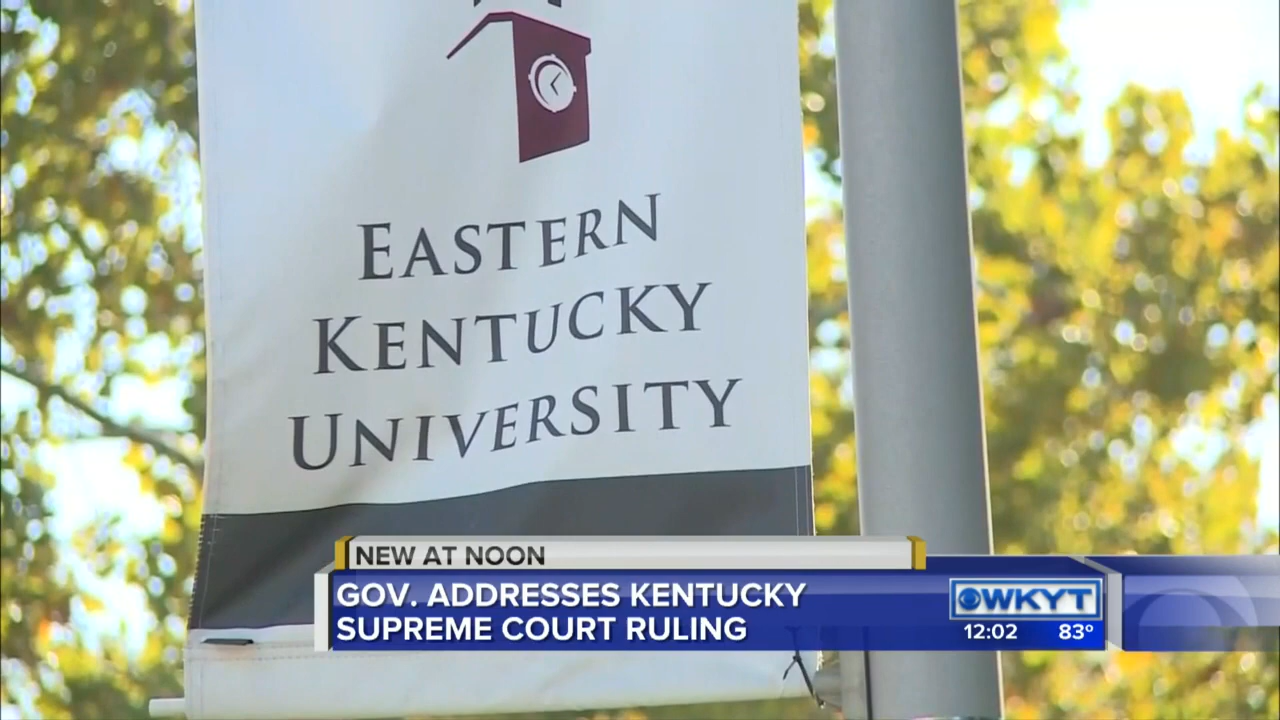 EASTERN
KENTUCKY
UNIVERSITY
NEW AT NOON
GOV. ADDRESSES KENTUCKY
SUPREME COURT RULING
WKYT
12:02 83°